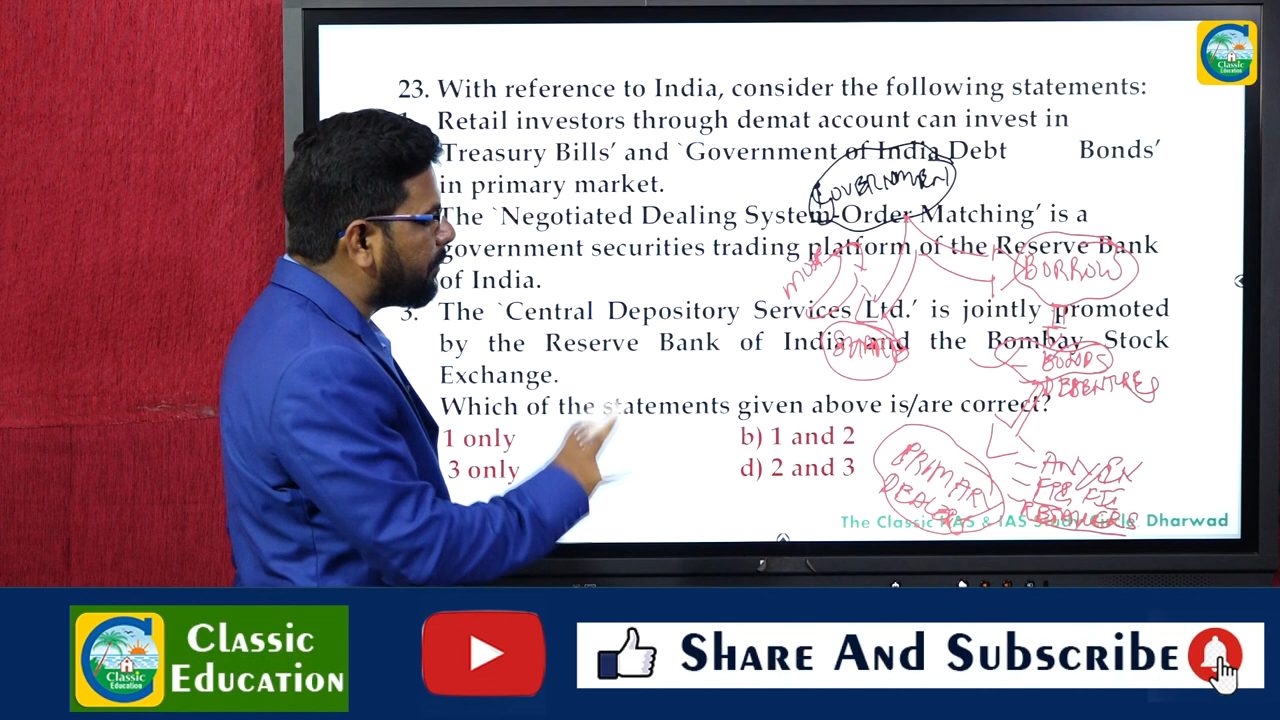 23. With reference to India, consider the following statements:
Retail investors through demat account can invest in
Treasury Bills' and `Government of India Debt Bonds'
in primary market.
GOVERNMENT
The `Negotiated Dealing System-Order Matching' is a
government securities trading platform of the Reserve Bank
of India.
BORROW
3. The `Central Depository Services Ltd.' is jointly promoted
by the Reserve Bank of India and the Bombay Stock
Exchange.
BONDS
DEBENTURES
Which of the statements given above is/are correct?
1 only b) 1 and 2
3 only d) 2 and 3
PRIMARY
DEALERS
The Classic KAS & IAS Study Circle, Dharwad
Classic
Education
Classic
Education
Classic
Education
Share And Subscribe